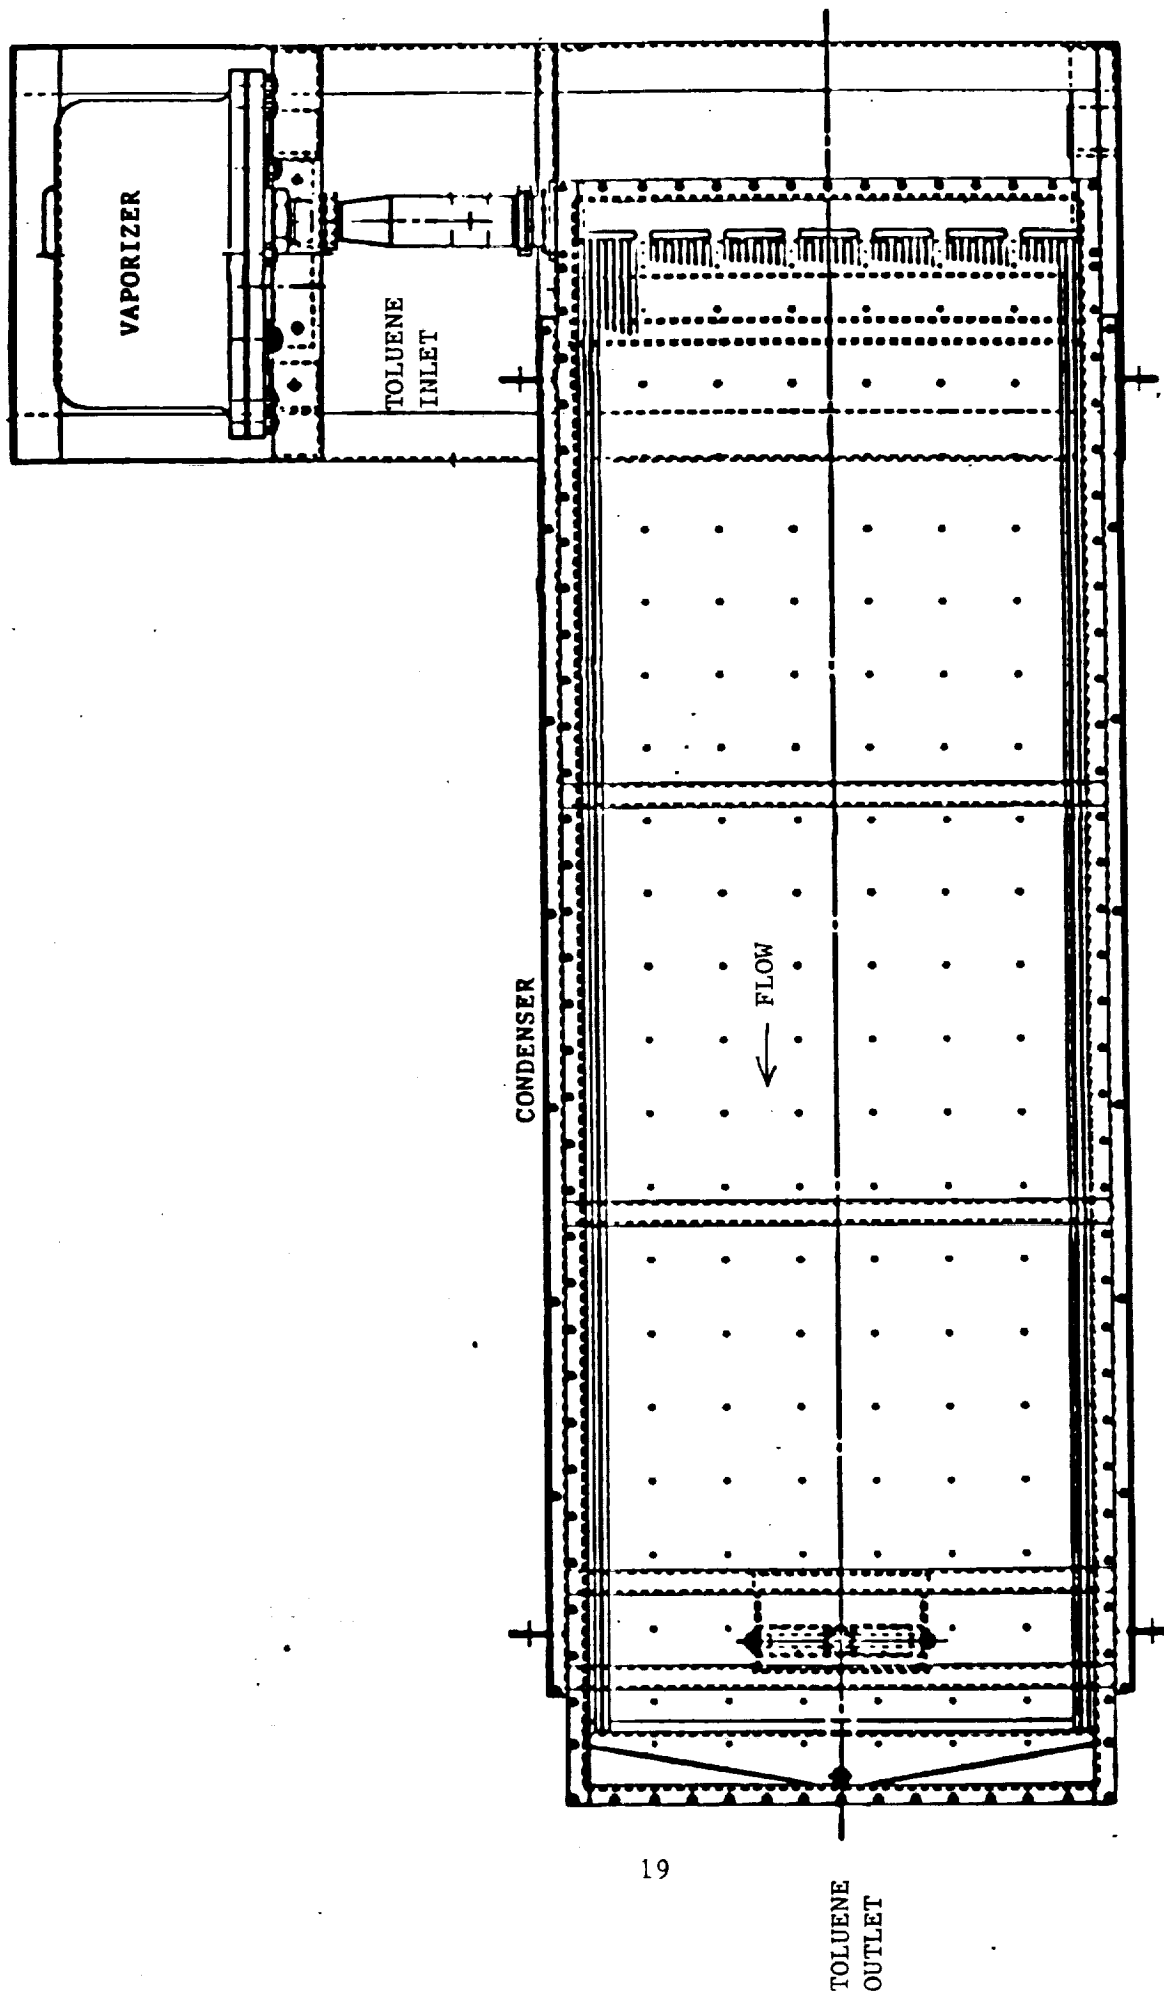 VAPORIZER
TOLUENE
INLET
CONDENSER
← FLOW
19
TOLUENE
OUTLET